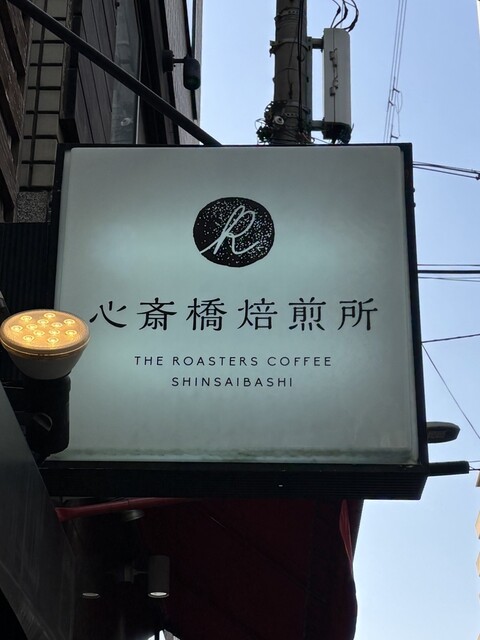 R
心斎橋焙煎所
THE ROASTERS COFFEE
SHINSAIBASHI